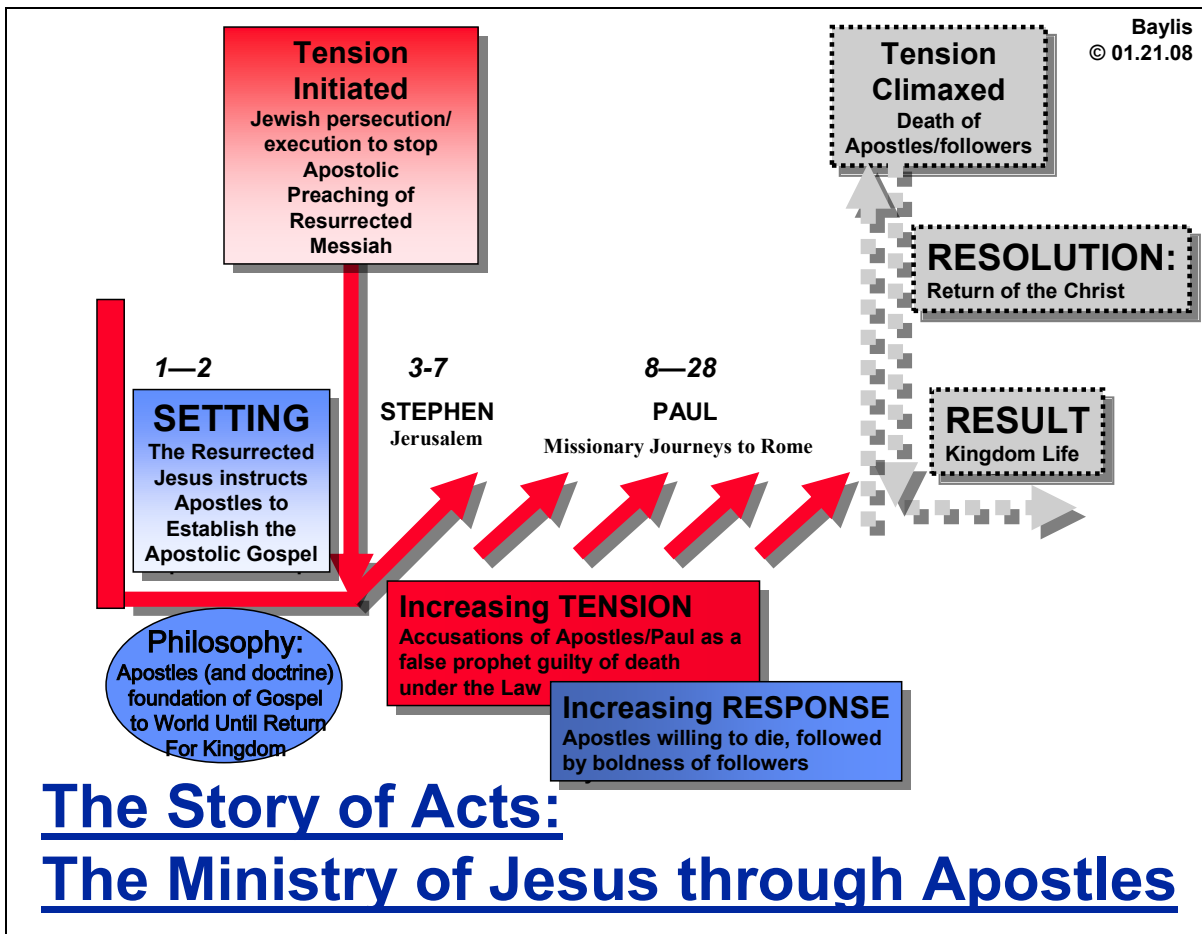 Baylis
© 01.21.08
Tension
Initiated
Jewish persecution/
execution to stop
Apostolic
Preaching of
Resurrected
Messiah
Tension
Climaxed
Death of
Apostles/followers
RESOLUTION:
Return of the Christ
RESULT
Kingdom Life
1—2
3-7
8—28
SETTING
The Resurrected
Jesus instructs
Apostles to
Establish the
Apostolic Gospel
STEPHEN
Jerusalem
PAUL
Missionary Journeys to Rome
Philosophy:
Apostles (and doctrine)
foundation of Gospel
to World Until Return
For Kingdom
Increasing TENSION
Accusations of Apostles/Paul as a
false prophet guilty of death
under the Law
Increasing RESPONSE
Apostles willing to die, followed
by boldness of followers
The Story of Acts:
The Ministry of Jesus through Apostles